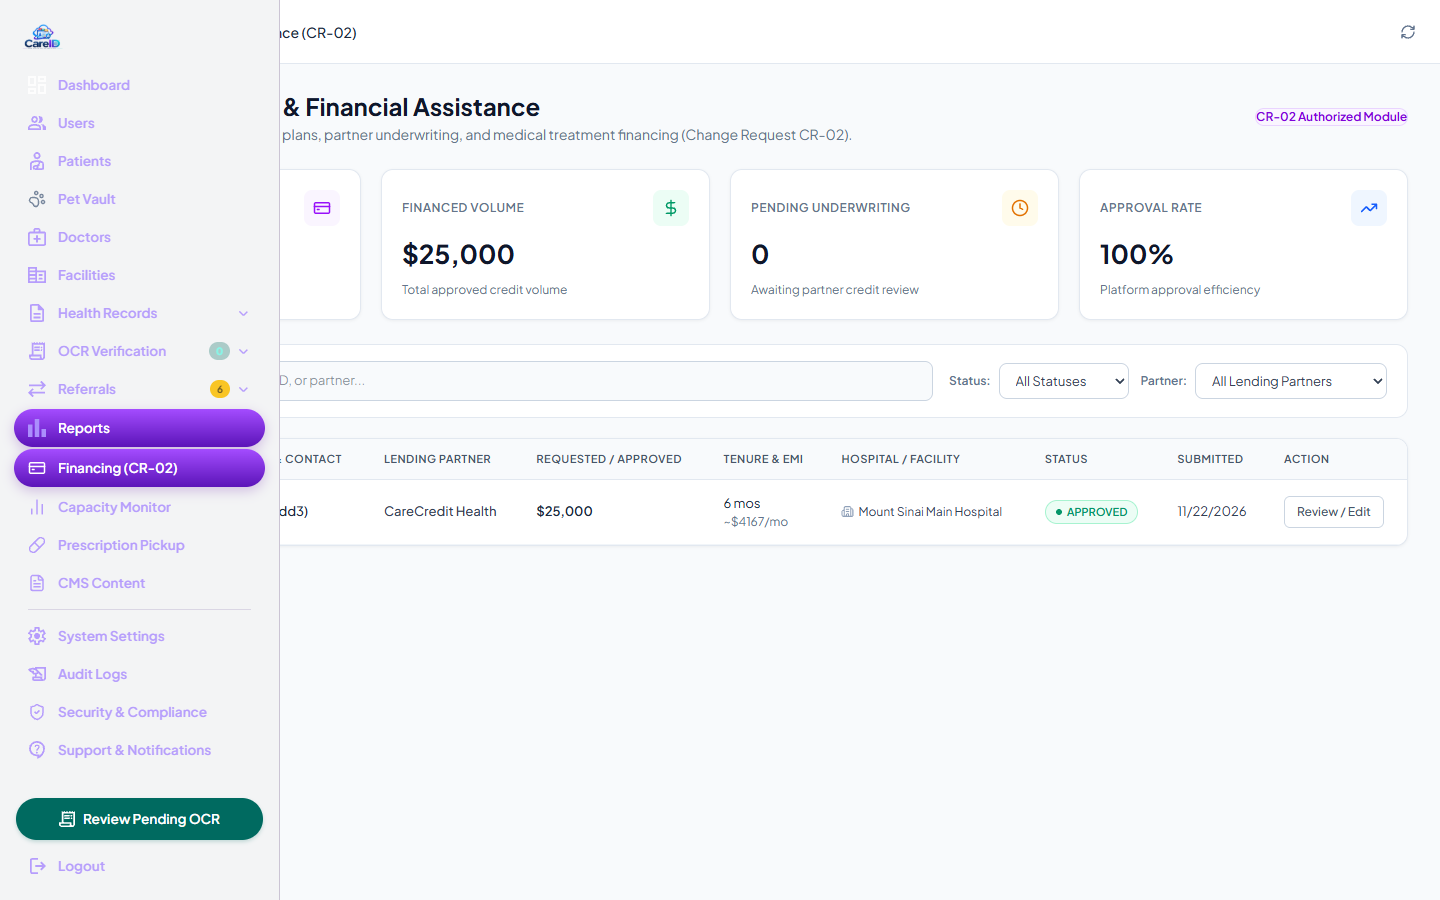 CareID
Dashboard
Users
Patients
Pet Vault
Doctors
Facilities
Health Records
OCR Verification 0
Referrals 6
Reports
Financing (CR-02)
Capacity Monitor
Prescription Pickup
CMS Content
System Settings
Audit Logs
Security & Compliance
Support & Notifications
Review Pending OCR
Logout
nce (CR-02)
& Financial Assistance
plans, partner underwriting, and medical treatment financing (Change Request CR-02).
CR-02 Authorized Module
FINANCED VOLUME
$25,000
Total approved credit volume
PENDING UNDERWRITING
0
Awaiting partner credit review
APPROVAL RATE
100%
Platform approval efficiency
D, or partner...
Status: All Statuses
Partner: All Lending Partners
& CONTACT LENDING PARTNER REQUESTED / APPROVED TENURE & EMI HOSPITAL / FACILITY STATUS SUBMITTED ACTION
dd3) CareCredit Health $25,000 6 mos ~$4167/mo Mount Sinai Main Hospital APPROVED 11/22/2026 Review / Edit